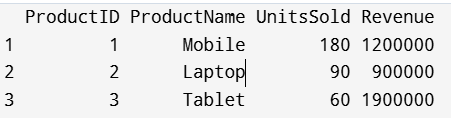 ProductID ProductName UnitsSold Revenue
1 1 Mobile 180 1200000
2 2 Laptop 90 900000
3 3 Tablet 60 1900000